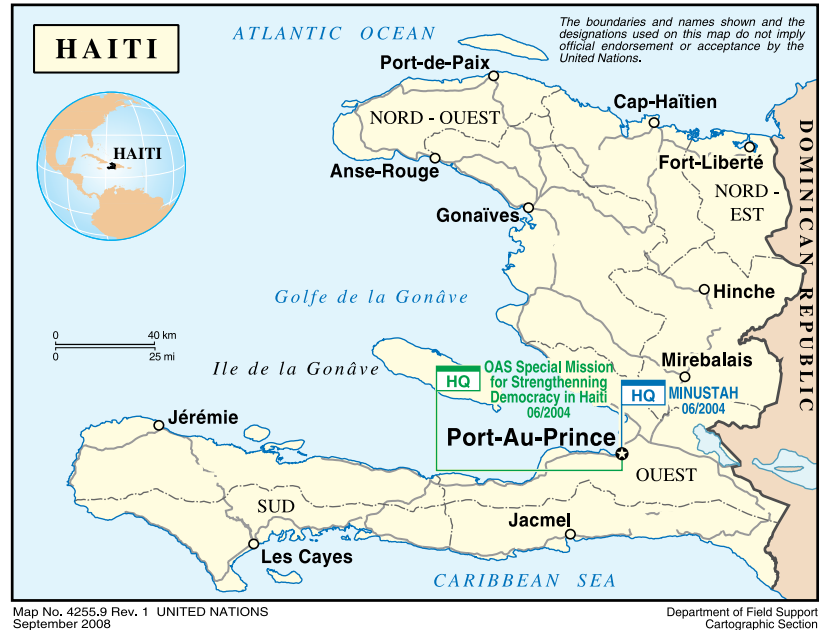 HAITI
ATLANTIC OCEAN
The boundaries and names shown and the
designations used on this map do not imply
official endorsement or acceptance by the
United Nations.
Port-de-Paix
Cap-Haïtien
NORD - OUEST
HAITI
Fort-Liberté
Anse-Rouge
NORD -
EST
Gonaïves
DOMINICAN REPUBLIC
Hinche
Golfe de la Gonâve
0 40 km
0 25 mi
Mirebalais
Ile de la Gonâve
HQ
OAS Special Mission
for Strengthenning
Democracy in Haiti
06/2004
HQ
MINUSTAH
06/2004
Jérémie
Port-Au-Prince
OUEST
SUD
Jacmel
Les Cayes
CARIBBEAN SEA
Map No. 4255.9 Rev. 1 UNITED NATIONS
September 2008
Department of Field Support
Cartographic Section